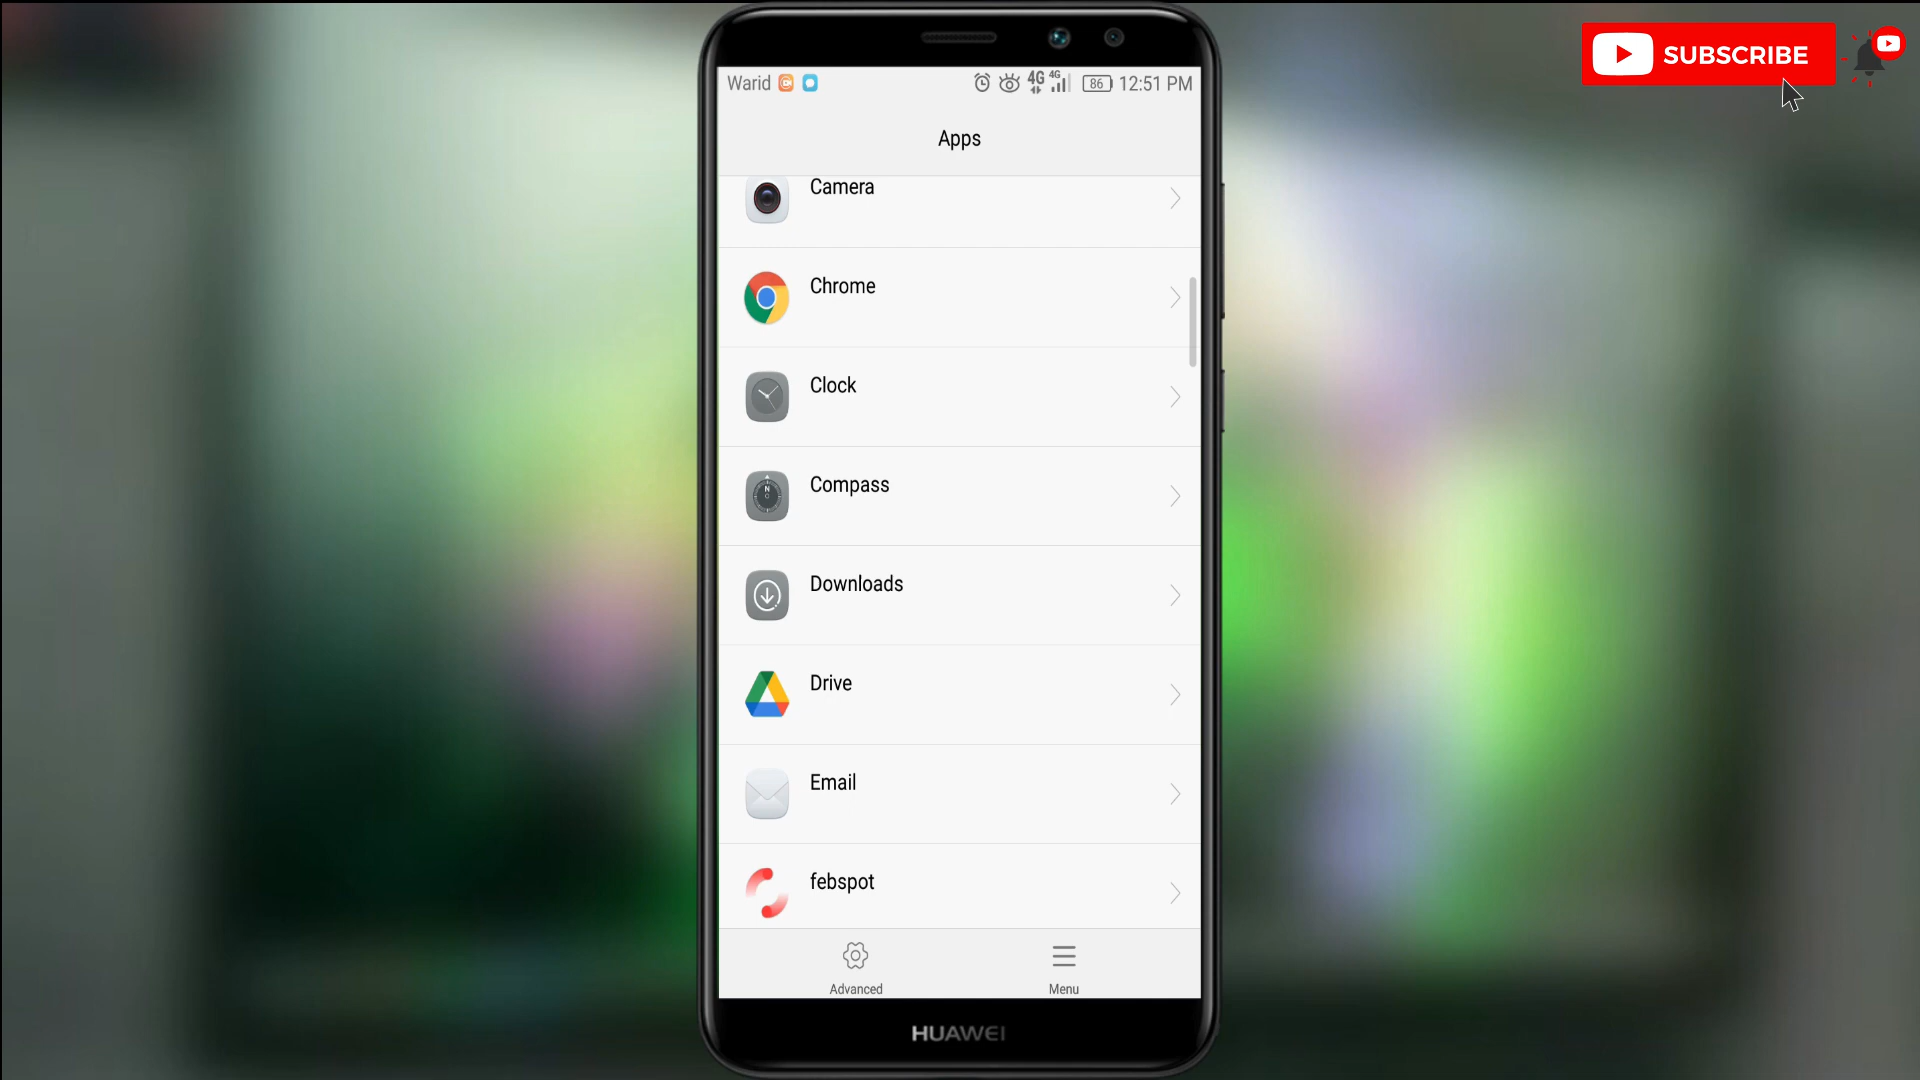 SUBSCRIBE
Warid 4G 4G 86 12:51 PM
Apps
Camera
Chrome
Clock
Compass
N
Downloads
Drive
Email
febspot
Advanced
Menu
HUAWEI